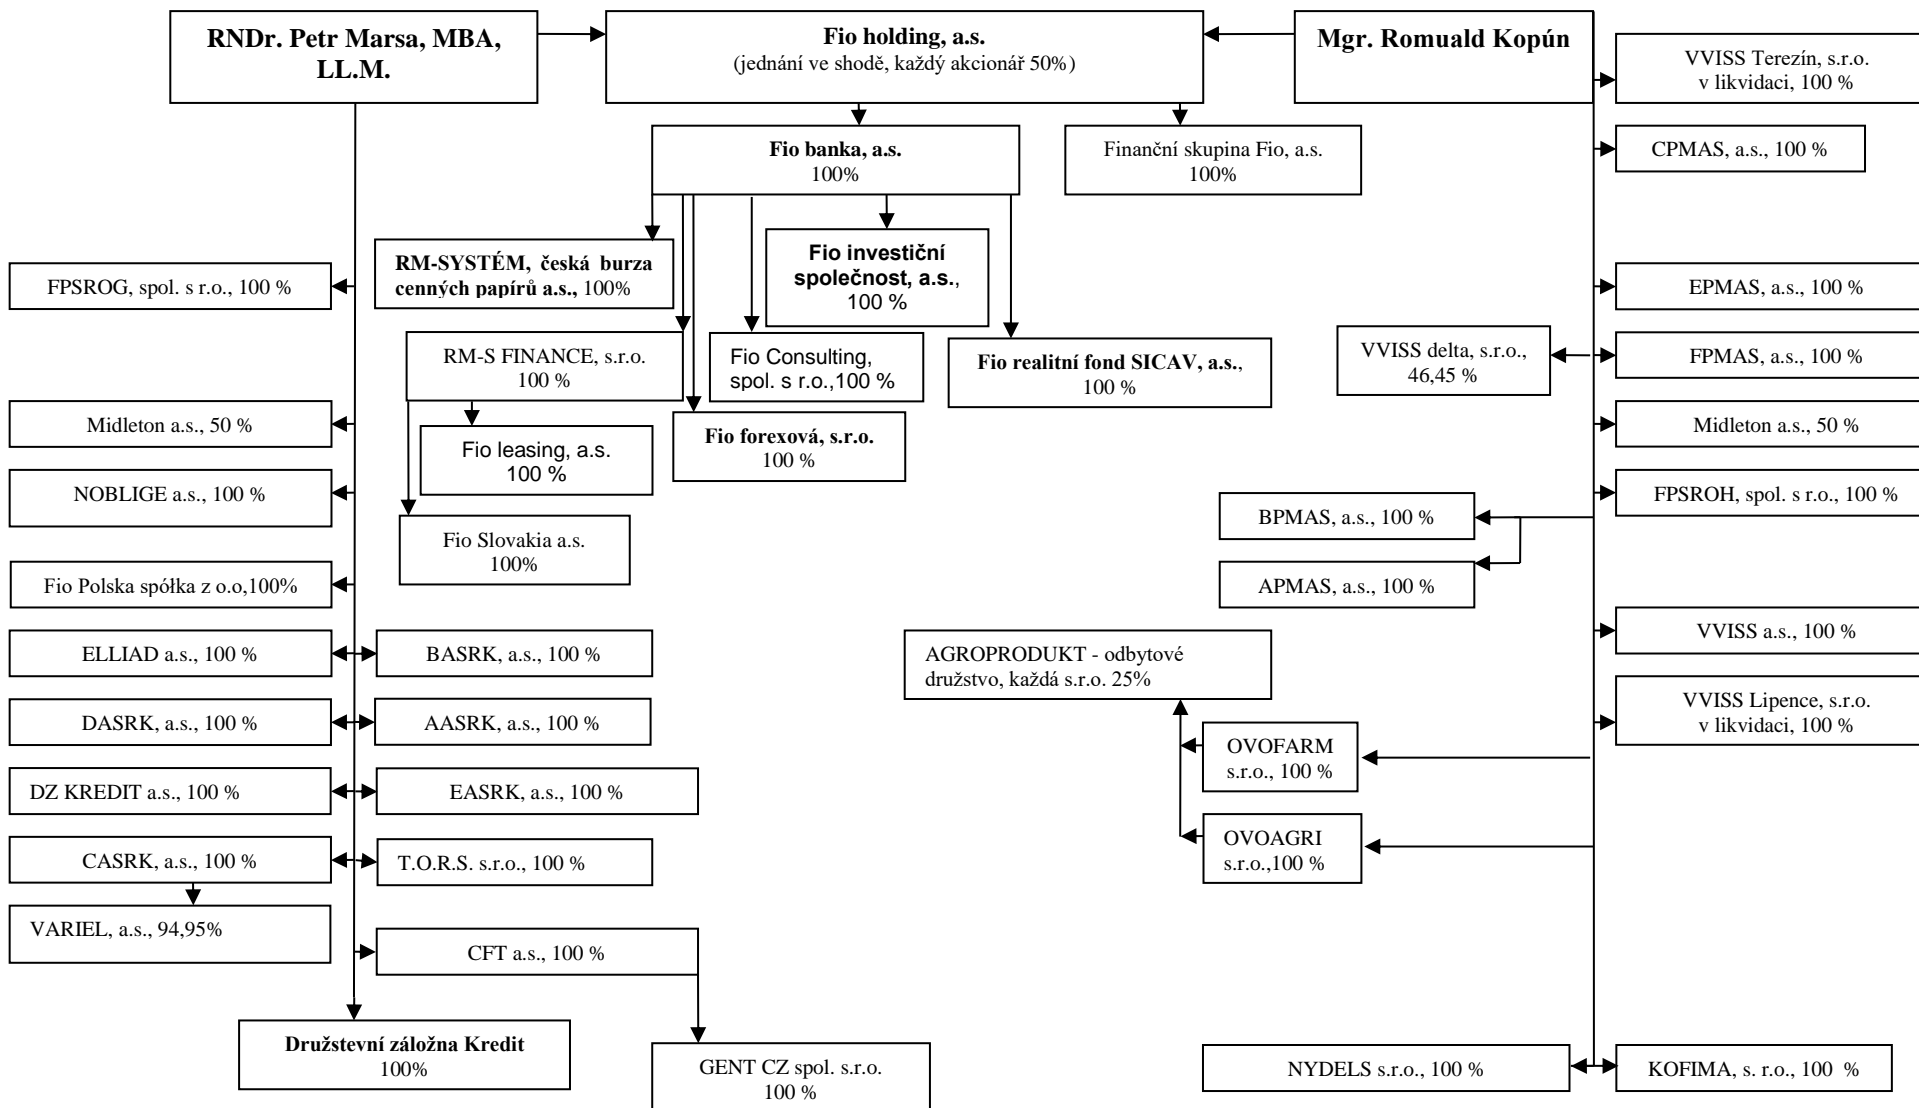 RNDr. Petr Marsa, MBA,
LL.M.
Fio holding, a.s.
(jednání ve shodě, každý akcionář 50%)
Mgr. Romuald Kopún
VVISS Terezín, s.r.o.
v likvidaci, 100 %
Fio banka, a.s.
100%
Finanční skupina Fio, a.s.
100%
CPMAS, a.s., 100 %
RM-SYSTÉM, česká burza
cenných papírů a.s., 100%
Fio investiční
společnost, a.s.,
100 %
FPSROG, spol. s r.o., 100 %
EPMAS, a.s., 100 %
RM-S FINANCE, s.r.o.
100 %
Fio Consulting,
spol. s r.o.,100 %
Fio realitní fond SICAV, a.s.,
100 %
VVISS delta, s.r.o.,
46,45 %
FPMAS, a.s., 100 %
Midleton a.s., 50 %
Fio leasing, a.s.
100 %
Fio forexová, s.r.o.
100 %
Midleton a.s., 50 %
NOBLIGE a.s., 100 %
FPSROH, spol. s r.o., 100 %
BPMAS, a.s., 100 %
Fio Slovakia a.s.
100%
Fio Polska spółka z o.o,100%
APMAS, a.s., 100 %
ELLIAD a.s., 100 %
BASRK, a.s., 100 %
AGROPRODUKT - odbytové
družstvo, každá s.r.o. 25%
VVISS a.s., 100 %
DASRK, a.s., 100 %
AASRK, a.s., 100 %
VVISS Lipence, s.r.o.
v likvidaci, 100 %
OVOFARM
s.r.o., 100 %
DZ KREDIT a.s., 100 %
EASRK, a.s., 100 %
CASRK, a.s., 100 %
T.O.R.S. s.r.o., 100 %
OVOAGRI
s.r.o.,100 %
VARIEL, a.s., 94,95%
CFT a.s., 100 %
Družstevní záložna Kredit
100%
GENT CZ spol. s.r.o.
100 %
NYDELS s.r.o., 100 %
KOFIMA, s. r.o., 100 %